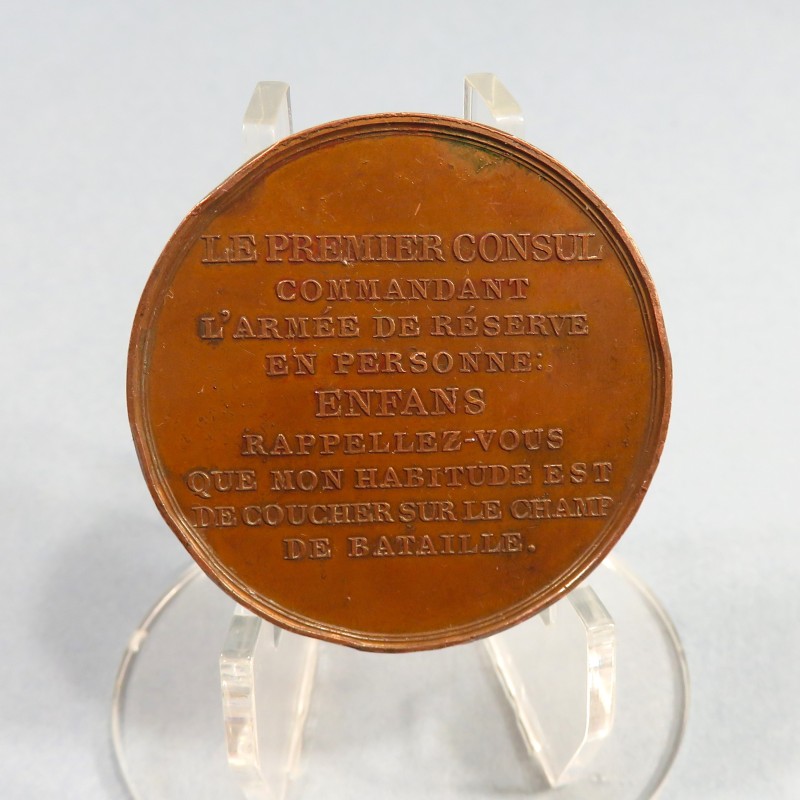 LE PREMIER CONSUL
COMMANDANT
L'ARMÉE DE RÉSERVE
EN PERSONNE:
ENFANS
RAPPELLEZ-VOUS
QUE MON HABITUDE EST
DE COUCHER SUR LE CHAMP
DE BATAILLE.